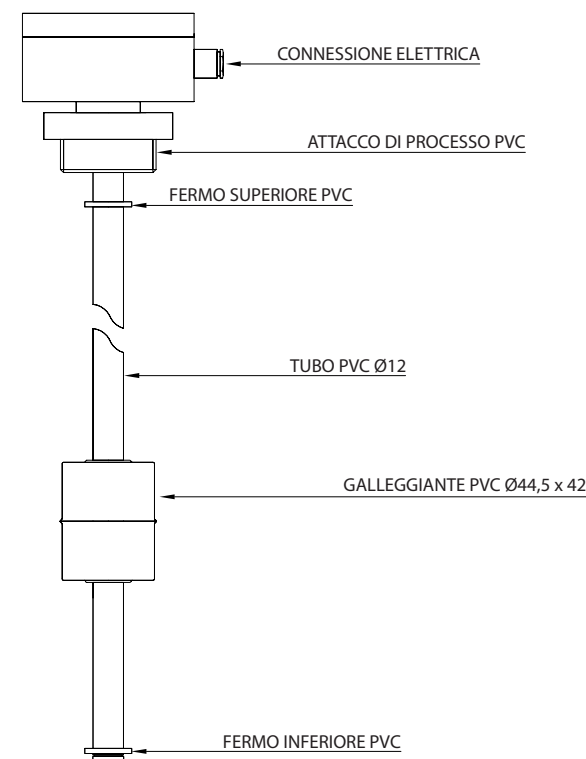 CONNESSIONE ELETTRICA
ATTACCO DI PROCESSO PVC
FERMO SUPERIORE PVC
TUBO PVC Ø12
GALLEGGIANTE PVC Ø44,5 x 42
FERMO INFERIORE PVC